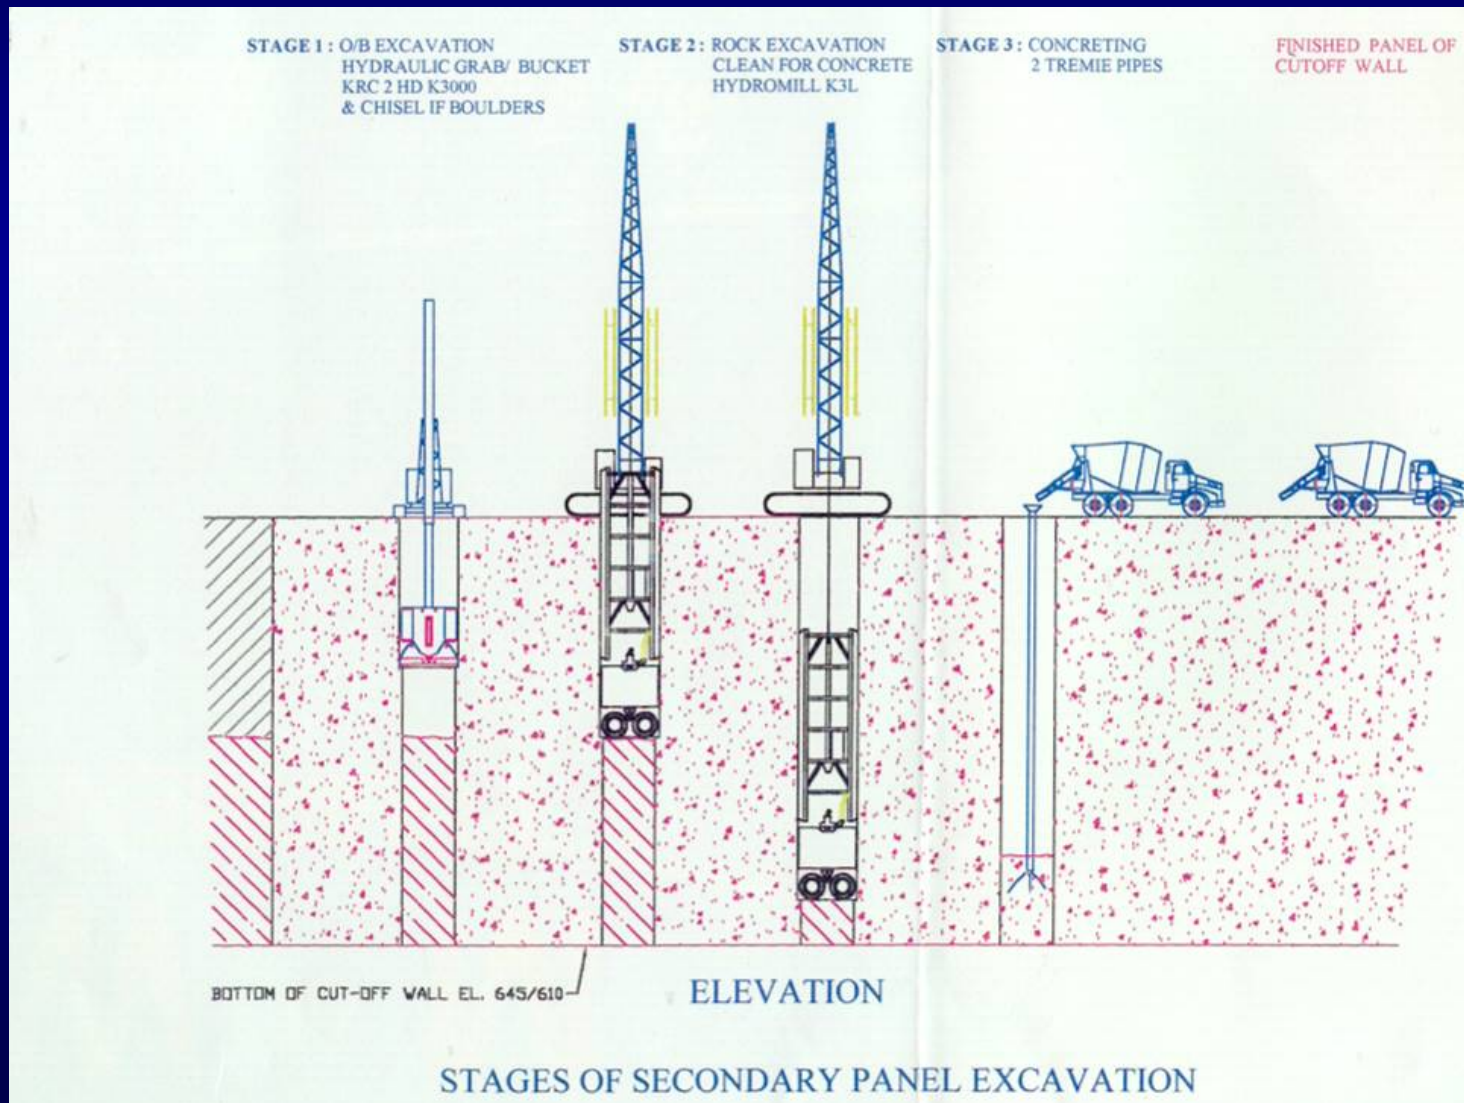 STAGE 1 : O/B EXCAVATION
HYDRAULIC GRAB/ BUCKET
KRC 2 HD K3000
& CHISEL IF BOULDERS
STAGE 2 : ROCK EXCAVATION
CLEAN FOR CONCRETE
HYDROMILL K3L
STAGE 3 : CONCRETING
2 TREMIE PIPES
FINISHED PANEL OF
CUTOFF WALL
BOTTOM OF CUT-OFF WALL EL. 645/610
ELEVATION
STAGES OF SECONDARY PANEL EXCAVATION